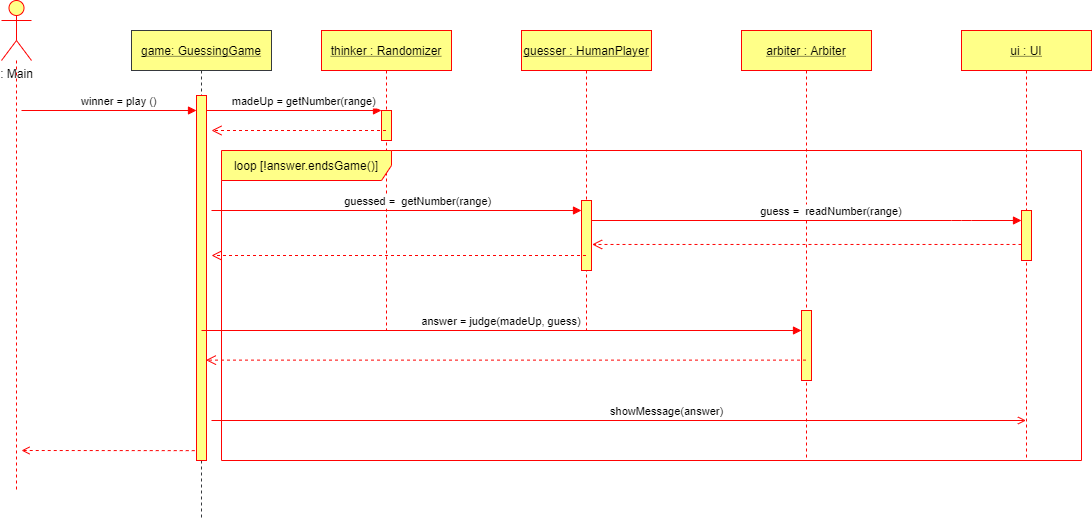 game: GuessingGame
thinker : Randomizer
guesser : HumanPlayer
arbiter : Arbiter
ui : UI
: Main
winner = play ()
madeUp = getNumber(range)
loop [!answer.endsGame()]
guessed = getNumber(range)
guess = readNumber(range)
answer = judge(madeUp, guess)
showMessage(answer)